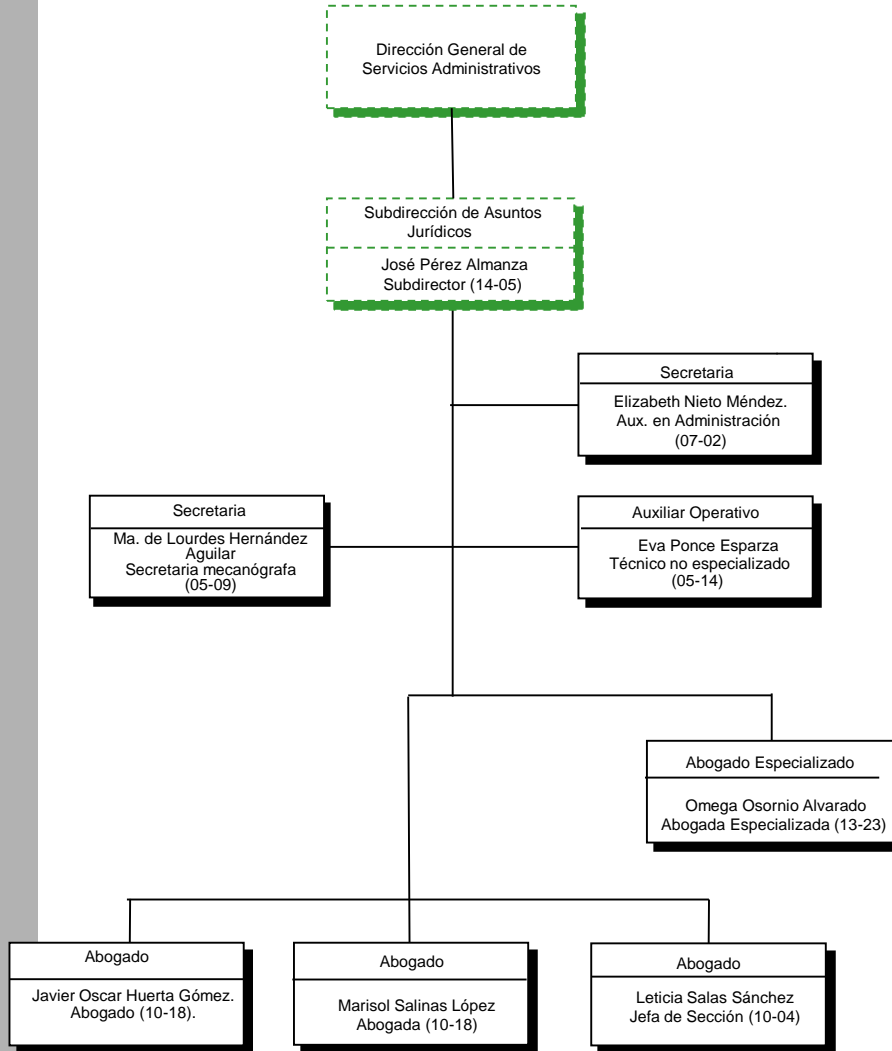 Dirección General de
Servicios Administrativos
Subdirección de Asuntos
Jurídicos
José Pérez Almanza
Subdirector (14-05)
Secretaria
Elizabeth Nieto Méndez.
Aux. en Administración
(07-02)
Secretaria
Ma. de Lourdes Hernández
Aguilar
Secretaria mecanógrafa
(05-09)
Auxiliar Operativo
Eva Ponce Esparza
Técnico no especializado
(05-14)
Abogado Especializado
Omega Osornio Alvarado
Abogada Especializada (13-23)
Abogado
Javier Oscar Huerta Gómez.
Abogado (10-18).
Abogado
Marisol Salinas López
Abogada (10-18)
Abogado
Leticia Salas Sánchez
Jefa de Sección (10-04)